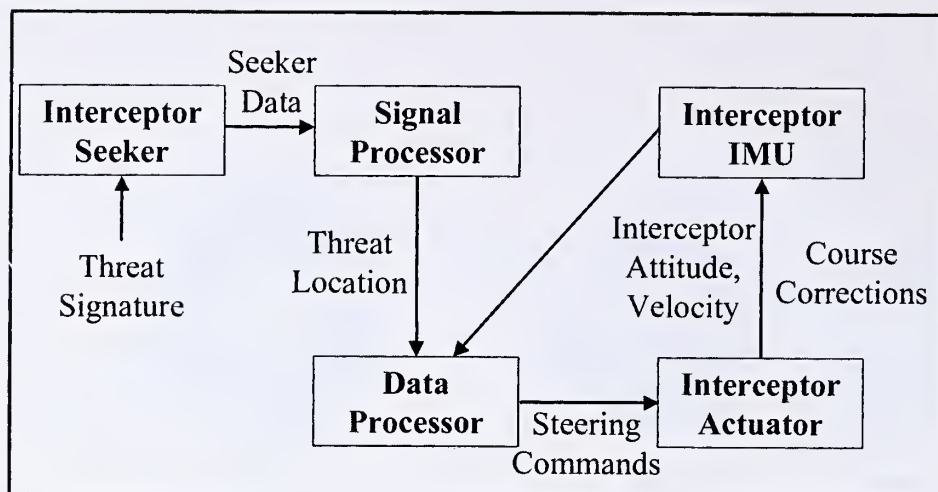 Seeker
Data
Interceptor
Seeker
Signal
Processor
Interceptor
IMU
Threat
Signature
Threat
Location
Interceptor
Attitude,
Velocity
Course
Corrections
Data
Processor
Steering
Commands
Interceptor
Actuator